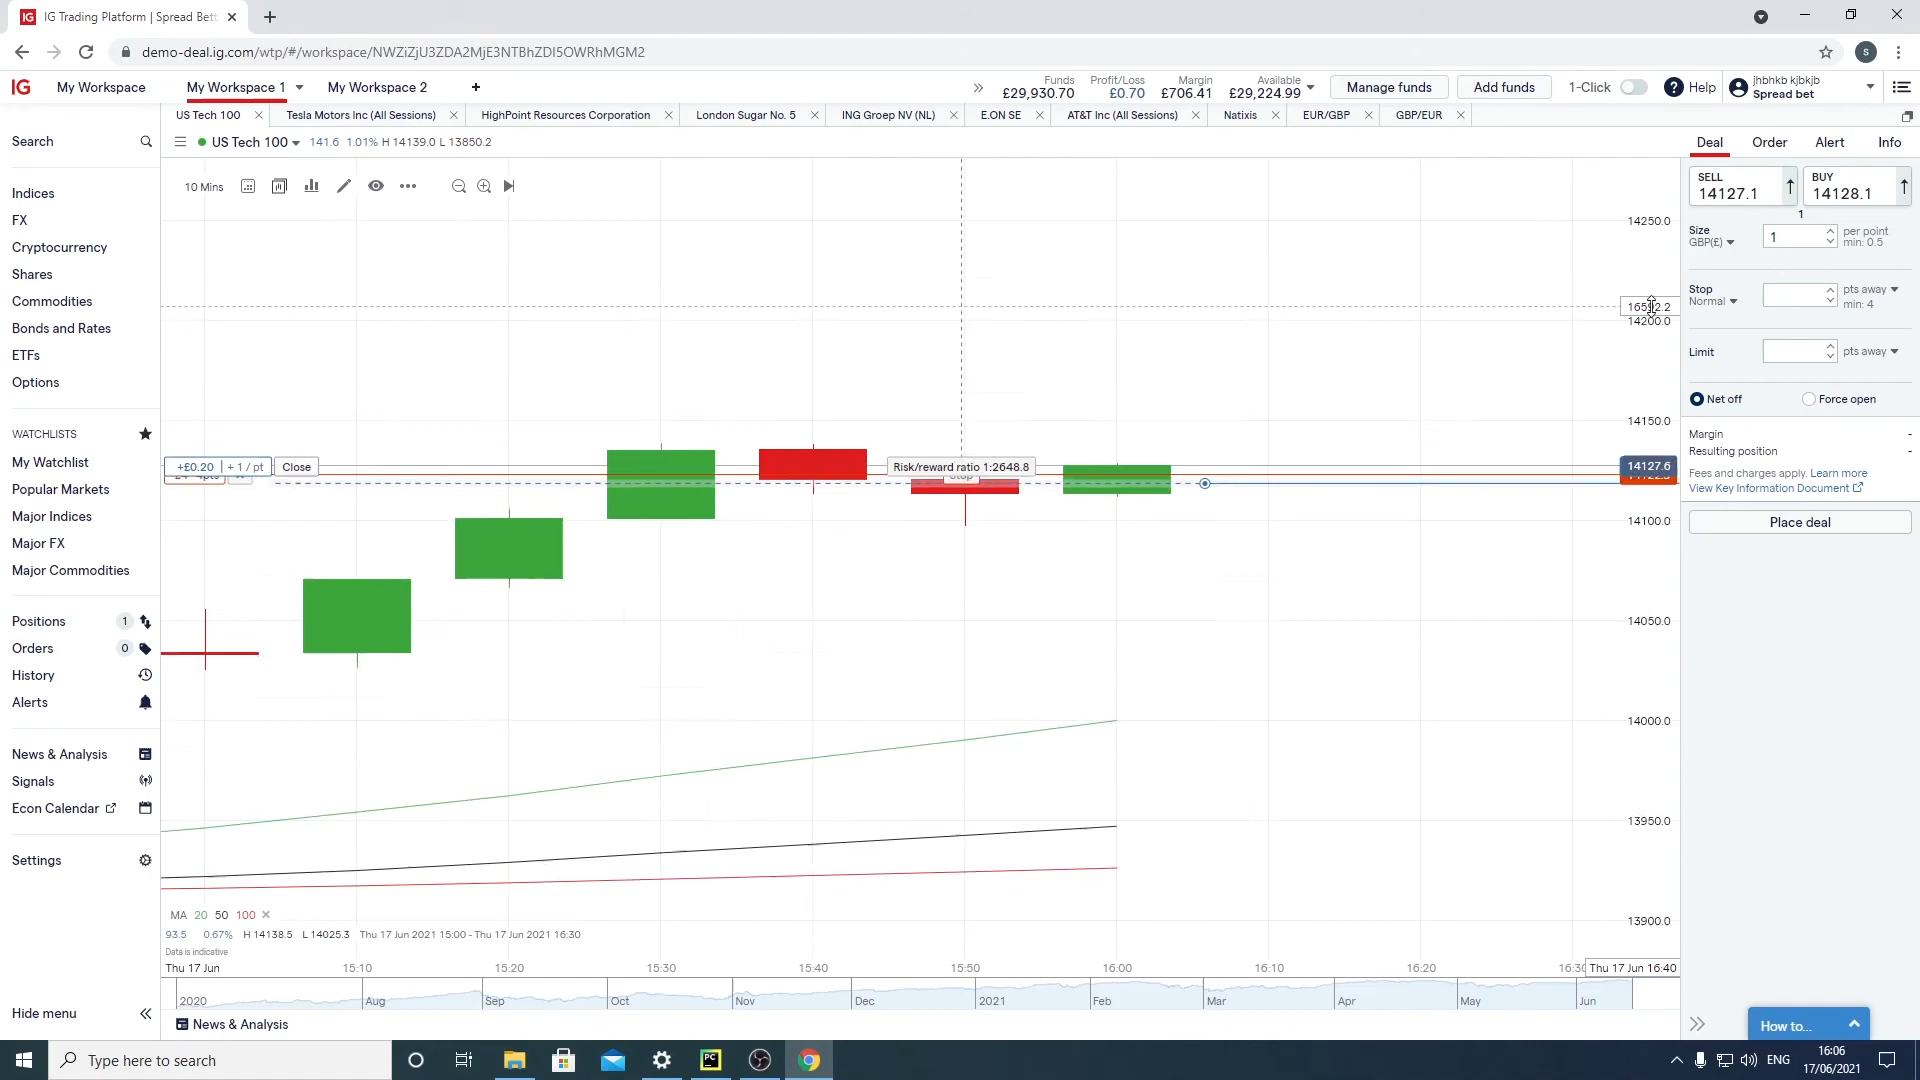 IG Trading Platform | Spread Bett
demo-deal.ig.com/wtp/#/workspace/NWZiZjU3ZDA2MjE3NTBhZDI5OWRhMGM2
S
IG
My Workspace
My Workspace 1
My Workspace 2
Funds
£29,930.70
Profit/Loss
£0.70
Margin
£706.41
Available
£29,224.99
Manage funds
Add funds
1-Click
Help
jhbhkb kjbkjb
Spread bet
US Tech 100
Tesla Motors Inc (All Sessions)
HighPoint Resources Corporation
London Sugar No. 5
ING Groep NV (NL)
E.ON SE
AT&T Inc (All Sessions)
Natixis
EUR/GBP
GBP/EUR
Search
Indices
FX
Cryptocurrency
Shares
Commodities
Bonds and Rates
ETFs
Options
WATCHLISTS
My Watchlist
Popular Markets
Major Indices
Major FX
Major Commodities
Positions 1
Orders 0
History
Alerts
News & Analysis
Signals
Econ Calendar
Settings
Hide menu
US Tech 100 141.6 1.01% H 14139.0 L 13850.2
10 Mins
14250.0
14200.0
14150.0
14127.6
14100.0
14050.0
14000.0
13950.0
13900.0
+£0.20 | + 1 / pt
Close
Risk/reward ratio 1:2648.8
MA 20 50 100
93.5 0.67% H 14138.5 L 14025.3 Thu 17 Jun 2021 15:00 - Thu 17 Jun 2021 16:30
Data is indicative
Thu 17 Jun 15:10 15:20 15:30 15:40 15:50 16:00 16:10 16:20 Thu 17 Jun 16:40
2020 Aug Sep Oct Nov Dec 2021 Feb Mar Apr May Jun
News & Analysis
Deal
Order
Alert
Info
SELL
14127.1
BUY
14128.1
1
Size
GBP(£)
1
per point
min: 0.5
Stop
Normal
pts away
min: 4
Limit
pts away
Net off
Force open
Margin -
Resulting position -
Fees and charges apply. Learn more
View Key Information Document
Place deal
How to...
Type here to search
PC
ENG
16:06
17/06/2021